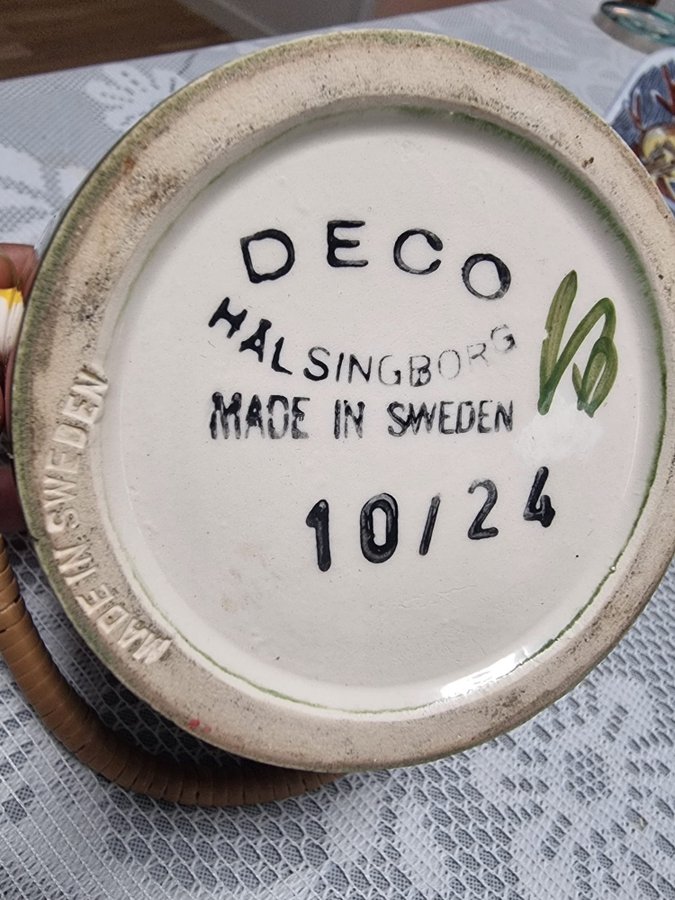 DECO
HÄLSINGBORG
MADE IN SWEDEN
10/24
MADE IN SWEDEN